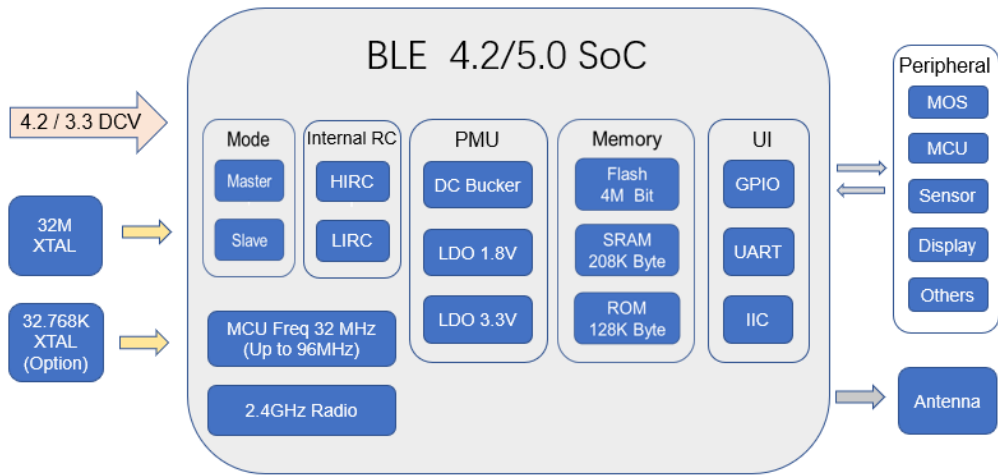 BLE 4.2/5.0 SoC
4.2 / 3.3 DCV
32M
XTAL
32.768K
XTAL
(Option)
Mode
Master
Slave
Internal RC
HIRC
LIRC
PMU
DC Bucker
LDO 1.8V
LDO 3.3V
Memory
Flash
4M Bit
SRAM
208K Byte
ROM
128K Byte
UI
GPIO
UART
IIC
MCU Freq 32 MHz
(Up to 96MHz)
2.4GHz Radio
Peripheral
MOS
MCU
Sensor
Display
Others
Antenna